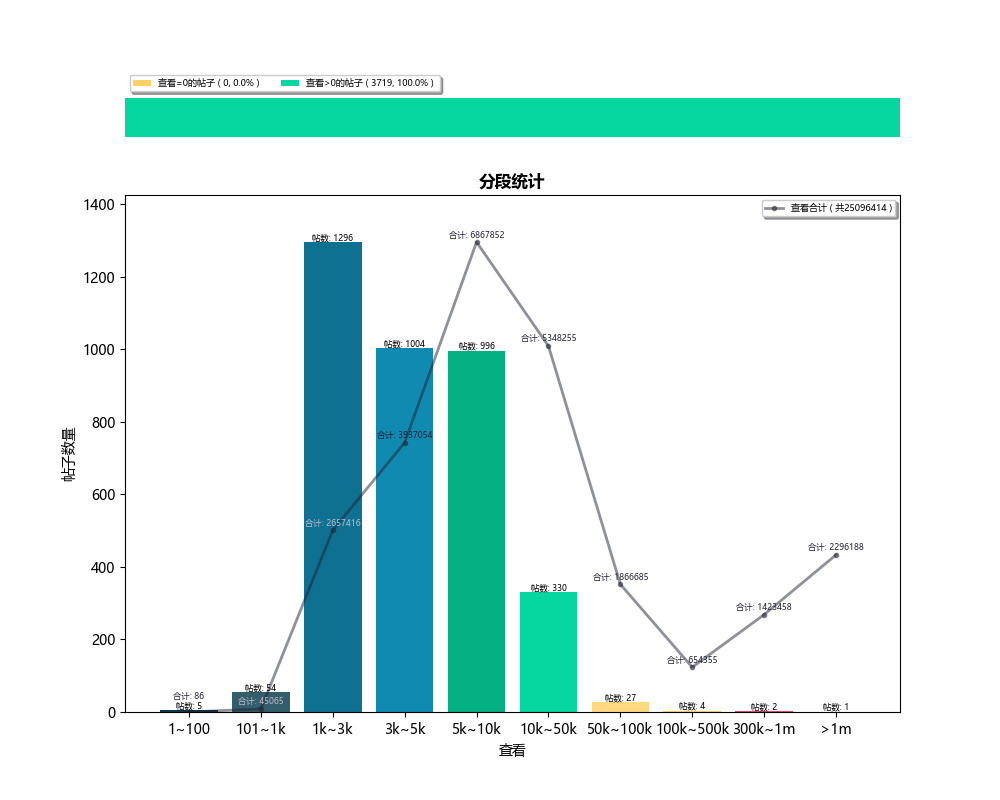 查看=0的帖子 ( 0, 0.0% )
查看>0的帖子 ( 3719, 100.0% )
分段统计
查看合计 ( 共25096414 )
1400
1200
1000
800
600
400
200
0
帖子数量
合计: 86
帖数: 5
帖数: 54
合计: 45065
帖数: 1296
合计: 2657416
帖数: 1004
合计: 3937054
合计: 6867852
帖数: 996
合计: 5348255
帖数: 330
合计: 1866685
帖数: 27
合计: 654355
帖数: 4
合计: 1423458
帖数: 2
合计: 2296188
帖数: 1
1~100
101~1k
1k~3k
3k~5k
5k~10k
10k~50k
50k~100k
100k~500k
300k~1m
>1m
查看